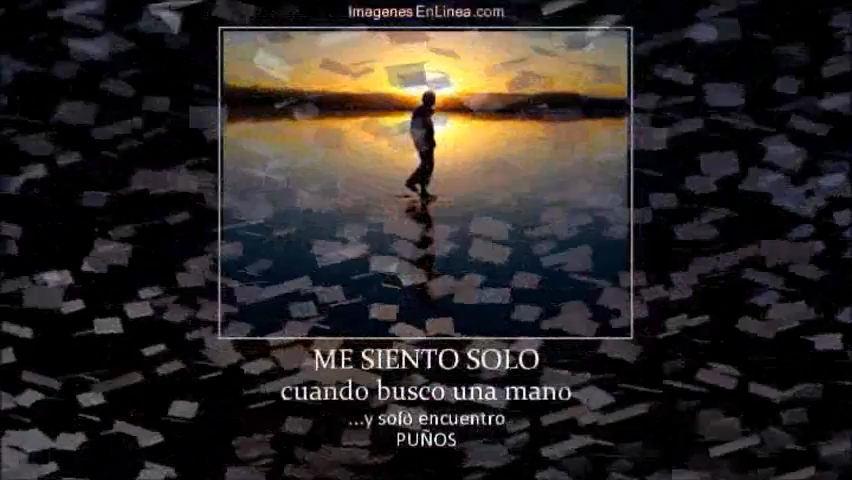 ImagenesEnLinea.com
ME SIENTO SOLO
cuando busco una mano
...y solo encuentro
PUÑOS